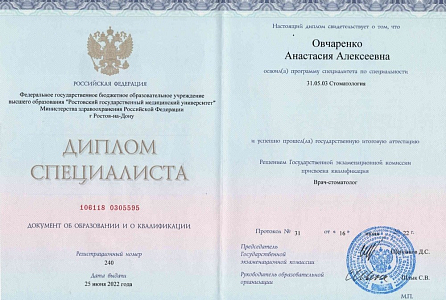 РОССИЙСКАЯ ФЕДЕРАЦИЯ
Федеральное государственное бюджетное образовательное учреждение
высшего образования "Ростовский государственный медицинский университет"
Министерства здравоохранения Российской Федерации
г Ростов-на-Дону
ДИПЛОМ
СПЕЦИАЛИСТА
106118 0305595
ДОКУМЕНТ ОБ ОБРАЗОВАНИИ И О КВАЛИФИКАЦИИ
Регистрационный номер
240
Дата выдачи
25 июня 2022 года
Настоящий диплом свидетельствует о том, что
Овчаренко
Анастасия Алексеевна
освоил(а) программу специалитета по специальности
31.05.03 Стоматология
и успешно прошел(ла) государственную итоговую аттестацию
Решением Государственной экзаменационной комиссии
присвоена квалификация
Врач-стоматолог
Протокол № 31 от « 16 » 22 г.
Председатель
Государственной
экзаменационной комиссии
Д.С.
Руководитель образовательной
организации
С.В.
М.П.